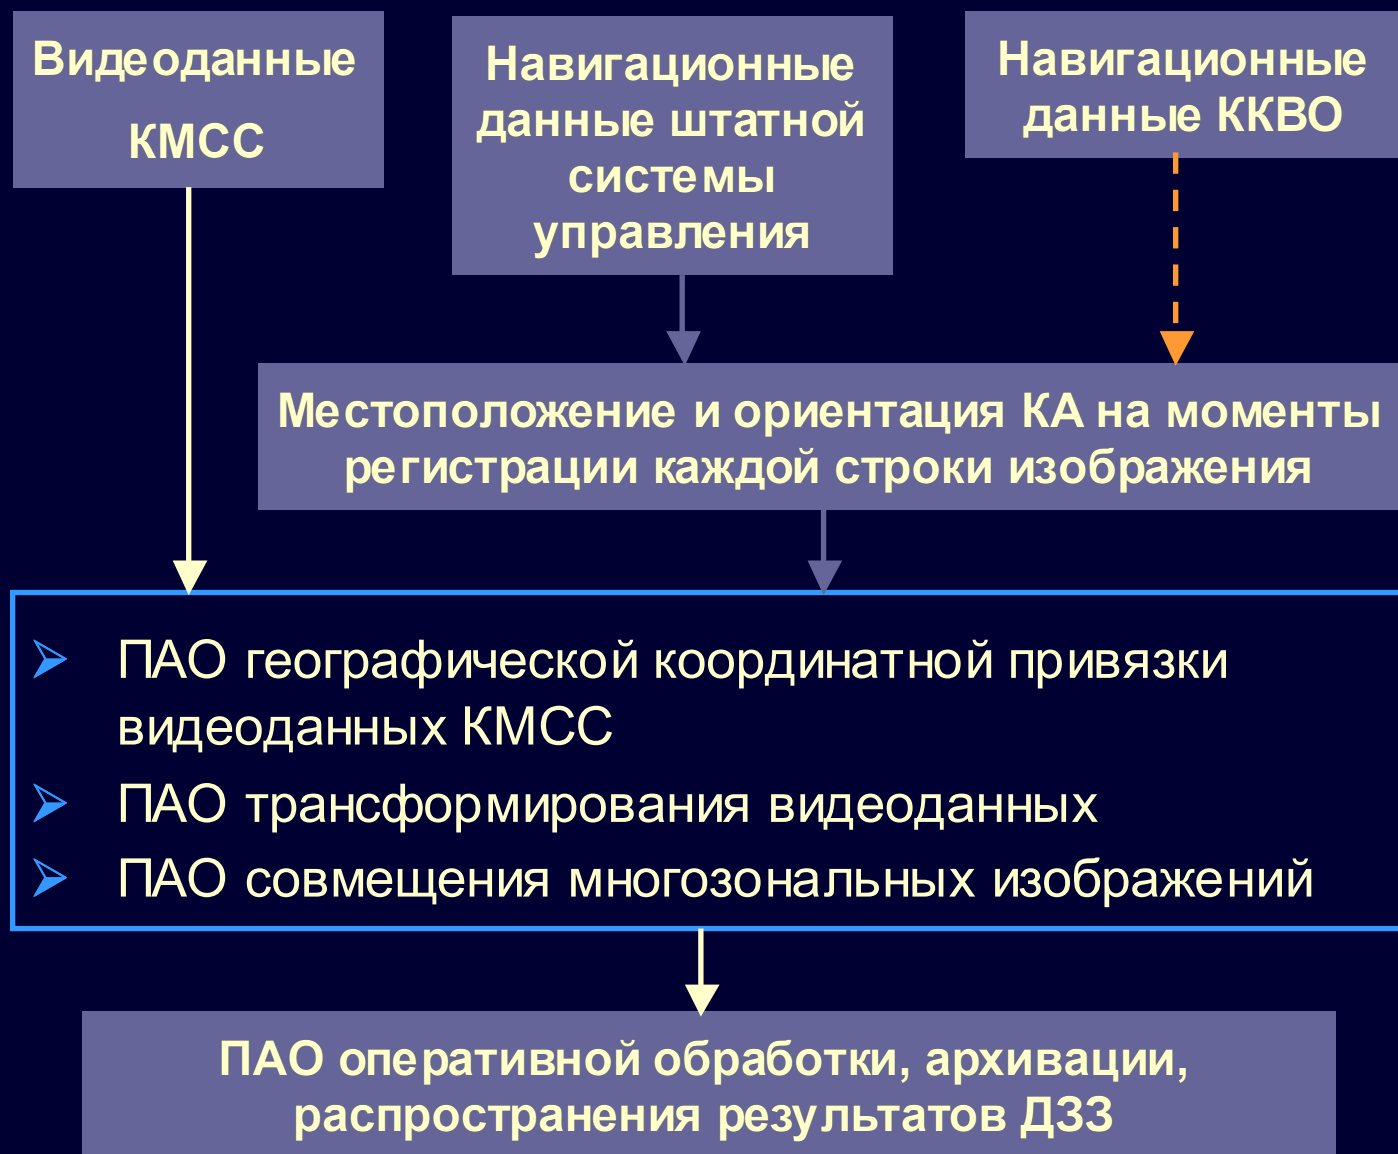 Видеоданные
КМСС
Навигационные
данные штатной
системы
управления
Навигационные
данные ККВО
Местоположение и ориентация КА на моменты
регистрации каждой строки изображения
ПАО географической координатной привязки
видеоданных КМСС
ПАО трансформирования видеоданных
ПАО совмещения многозональных изображений
ПАО оперативной обработки, архивации,
распространения результатов ДЗЗ